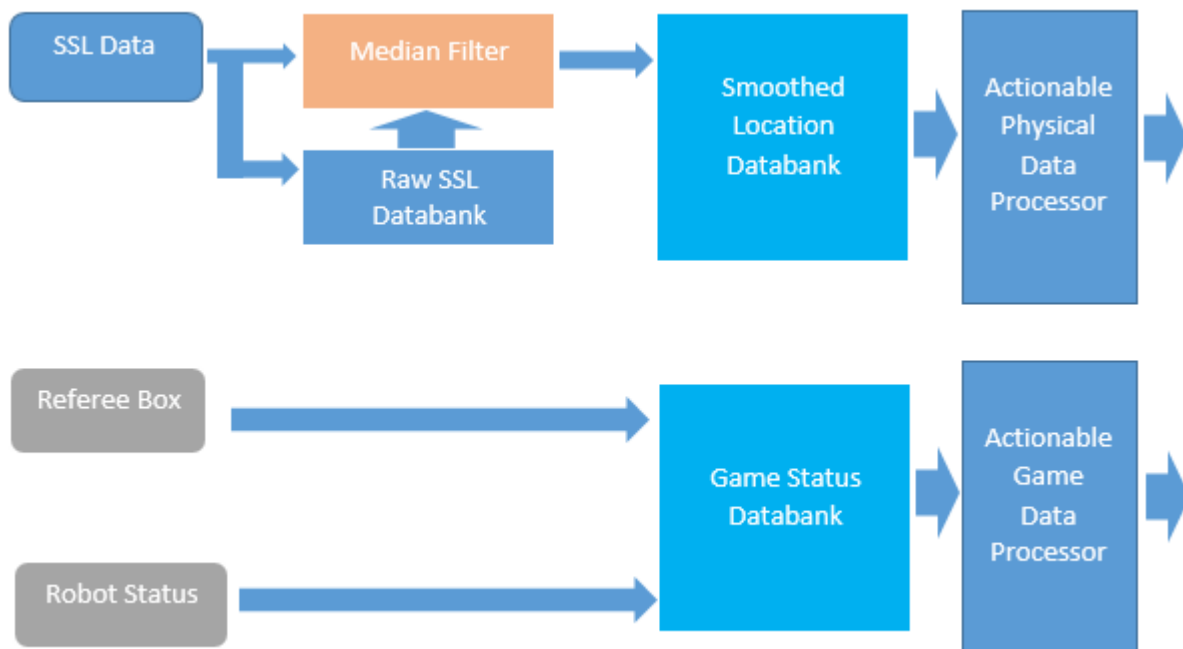 SSL Data
Median Filter
Raw SSL
Databank
Smoothed
Location
Databank
Actionable
Physical
Data
Processor
Referee Box
Robot Status
Game Status
Databank
Actionable
Game
Data
Processor